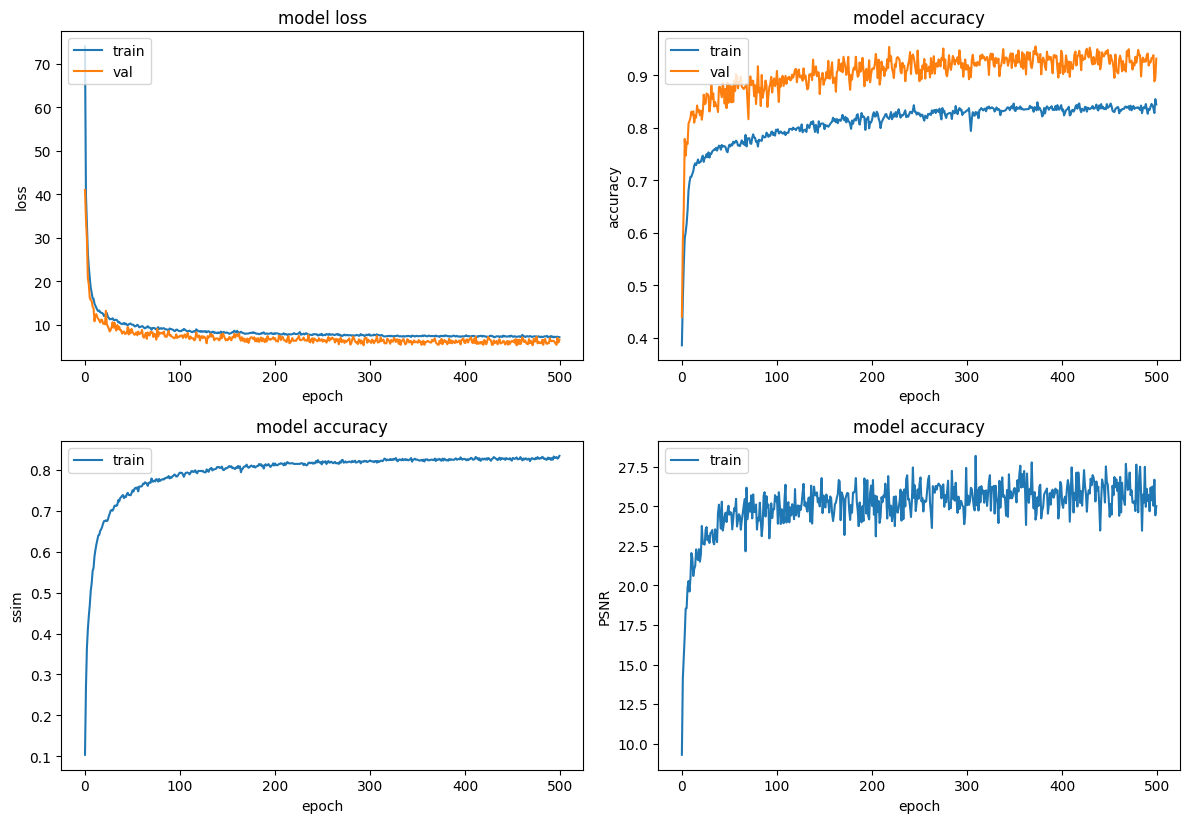 model loss
train
val
70
60
50
40
30
20
10
loss
0 100 200 300 400 500
epoch
model accuracy
train
val
0.9
0.8
0.7
0.6
0.5
0.4
accuracy
0 100 200 300 400 500
epoch
model accuracy
train
0.8
0.7
0.6
0.5
0.4
0.3
0.2
0.1
ssim
0 100 200 300 400 500
epoch
model accuracy
train
27.5
25.0
22.5
20.0
17.5
15.0
12.5
10.0
PSNR
0 100 200 300 400 500
epoch